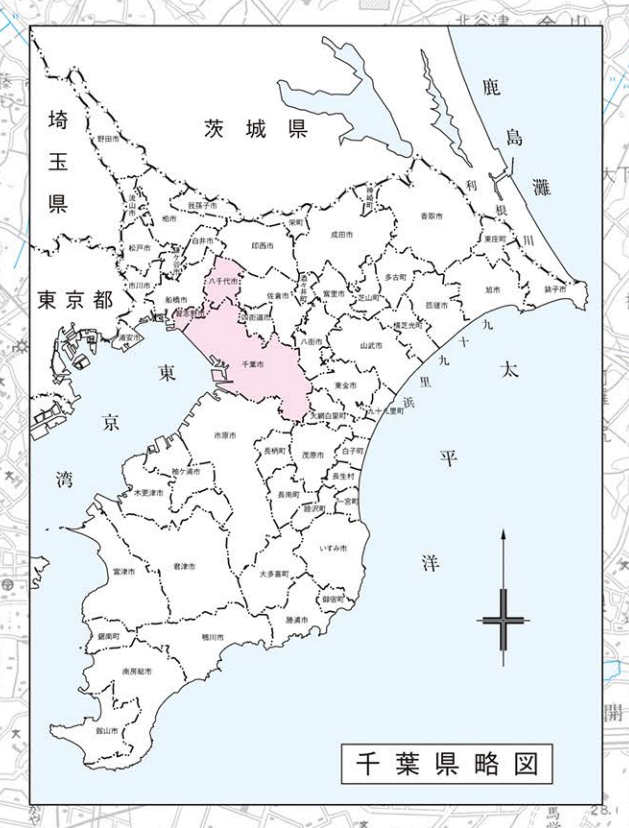 埼玉県
茨城県
鹿島灘
利根川
東京都
野田市
流山市
柏市
我孫子市
栄町
成田市
神崎町
香取市
東庄町
松戸市
鎌ケ谷市
白井市
印西市
酒々井町
富里市
芝山町
多古町
匝瑳市
旭市
銚子市
市川市
船橋市
八千代市
佐倉市
習志野市
四街道市
浦安市
千葉市
八街市
山武市
横芝光町
東金市
九十九里浜
大網白里町
九十九里町
東京湾
太平洋
市原市
長柄町
茂原市
白子町
長生村
袖ケ浦市
木更津市
長南町
睦沢町
一宮町
いすみ市
富津市
君津市
大多喜町
御宿町
勝浦市
鴨川市
鋸南町
南房総市
館山市
千葉県略図
北谷津
開
28.1